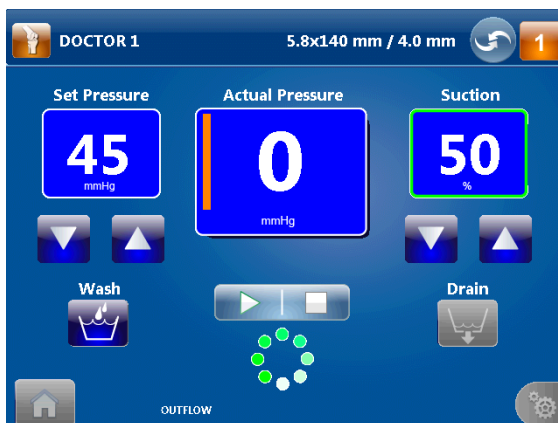 DOCTOR 1
5.8x140 mm / 4.0 mm
1
Set Pressure
Actual Pressure
Suction
45
mmHg
0
mmHg
50
%
Wash
Drain
OUTFLOW